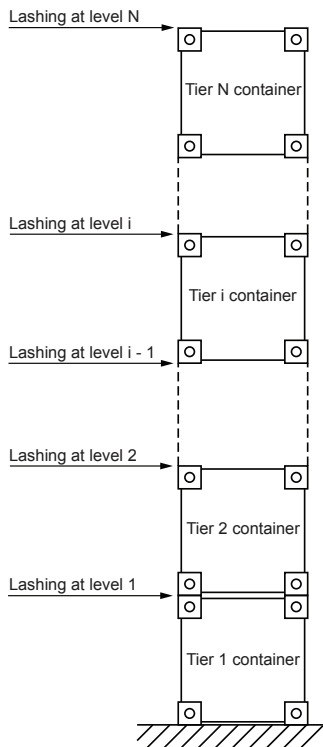 Lashing at level N
Tier N container
Lashing at level i
Tier i container
Lashing at level i - 1
Lashing at level 2
Tier 2 container
Lashing at level 1
Tier 1 container